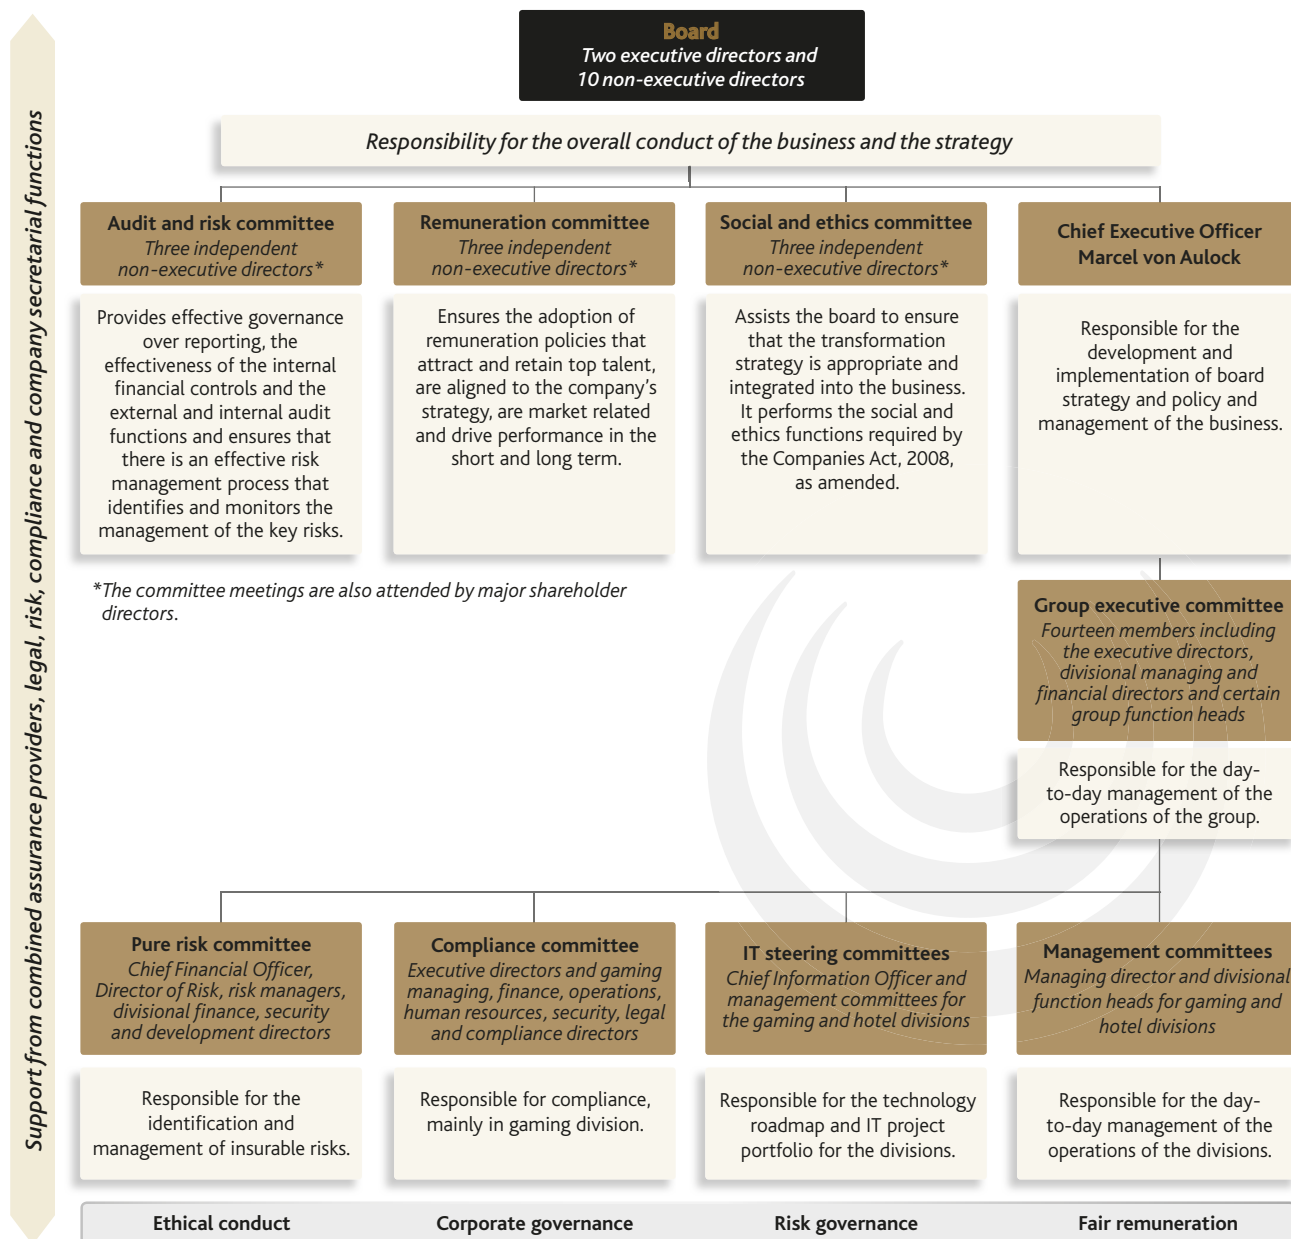 Support from combined assurance providers, legal, risk, compliance and company secretarial functions
Board
Two executive directors and
10 non-executive directors
Responsibility for the overall conduct of the business and the strategy
Audit and risk committee
Three independent
non-executive directors*
Remuneration committee
Three independent
non-executive directors*
Social and ethics committee
Three independent
non-executive directors*
Chief Executive Officer
Marcel von Aulock
Provides effective governance
over reporting, the
effectiveness of the internal
financial controls and the
external and internal audit
functions and ensures that
there is an effective risk
management process that
identifies and monitors the
management of the key risks.
Ensures the adoption of
remuneration policies that
attract and retain top talent,
are aligned to the company's
strategy, are market related
and drive performance in the
short and long term.
Assists the board to ensure
that the transformation
strategy is appropriate and
integrated into the business.
It performs the social and
ethics functions required by
the Companies Act, 2008,
as amended.
Responsible for the
development and
implementation of board
strategy and policy and
management of the business.
*The committee meetings are also attended by major shareholder
directors.
Group executive committee
Fourteen members including
the executive directors,
divisional managing and
financial directors and certain
group function heads
Responsible for the day-
to-day management of the
operations of the group.
Pure risk committee
Chief Financial Officer,
Director of Risk, risk managers,
divisional finance, security
and development directors
Compliance committee
Executive directors and gaming
managing, finance, operations,
human resources, security, legal
and compliance directors
IT steering committees
Chief Information Officer and
management committees for
the gaming and hotel divisions
Management committees
Managing director and divisional
function heads for gaming and
hotel divisions
Responsible for the
identification and
management of insurable risks.
Responsible for compliance,
mainly in gaming division.
Responsible for the technology
roadmap and IT project
portfolio for the divisions.
Responsible for the day-
to-day management of the
operations of the divisions.
Ethical conduct
Corporate governance
Risk governance
Fair remuneration